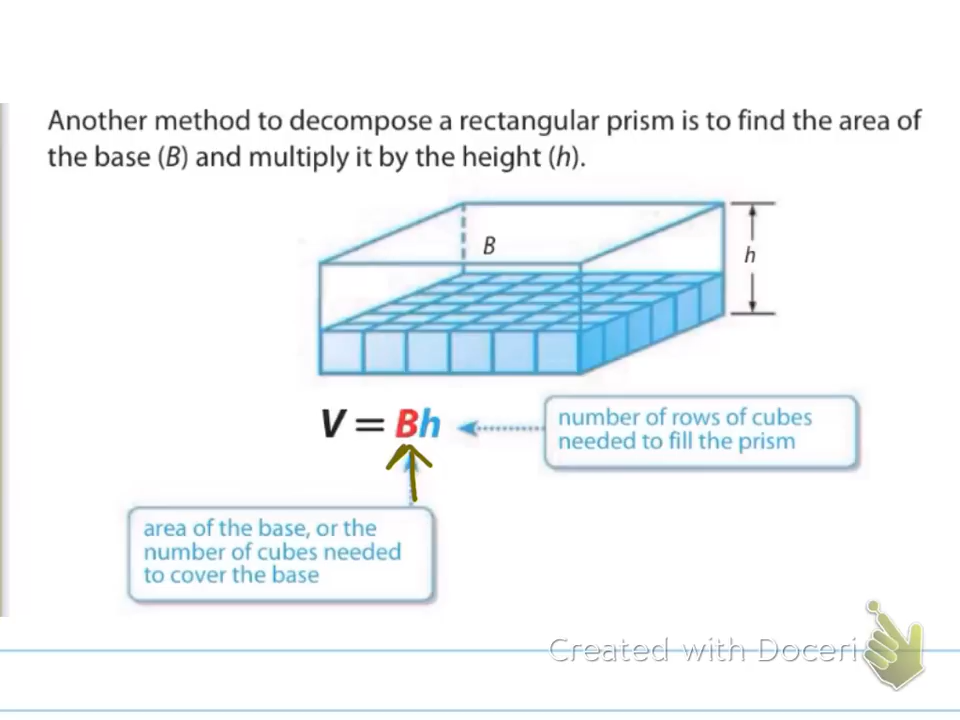 Another method to decompose a rectangular prism is to find the area of
the base (B) and multiply it by the height (h).
B
h
V = Bh
number of rows of cubes
needed to fill the prism
area of the base, or the
number of cubes needed
to cover the base
Created with Doceri